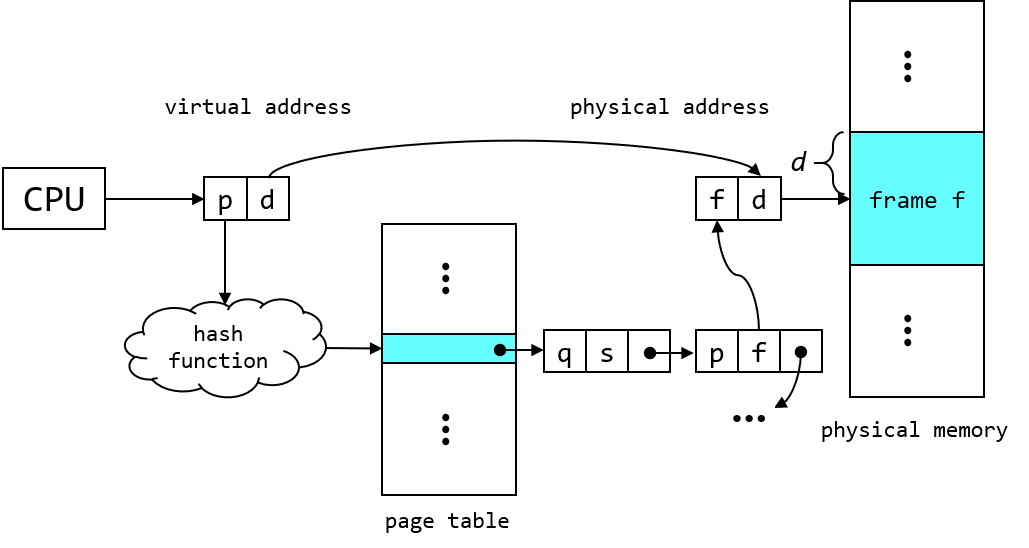 virtual address
physical address
CPU
p d
f d
d
frame f
hash
function
q s
p f
page table
physical memory